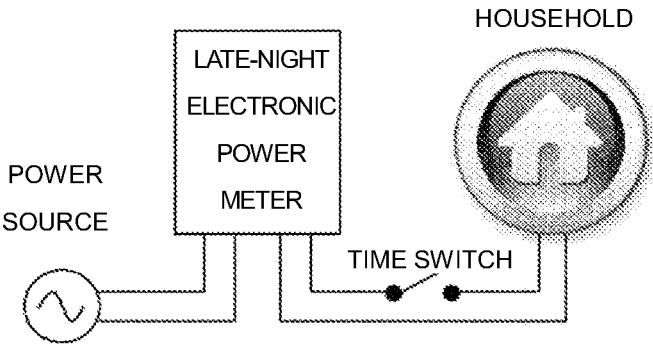 HOUSEHOLD
LATE-NIGHT
ELECTRONIC
POWER
METER
POWER
SOURCE
TIME SWITCH